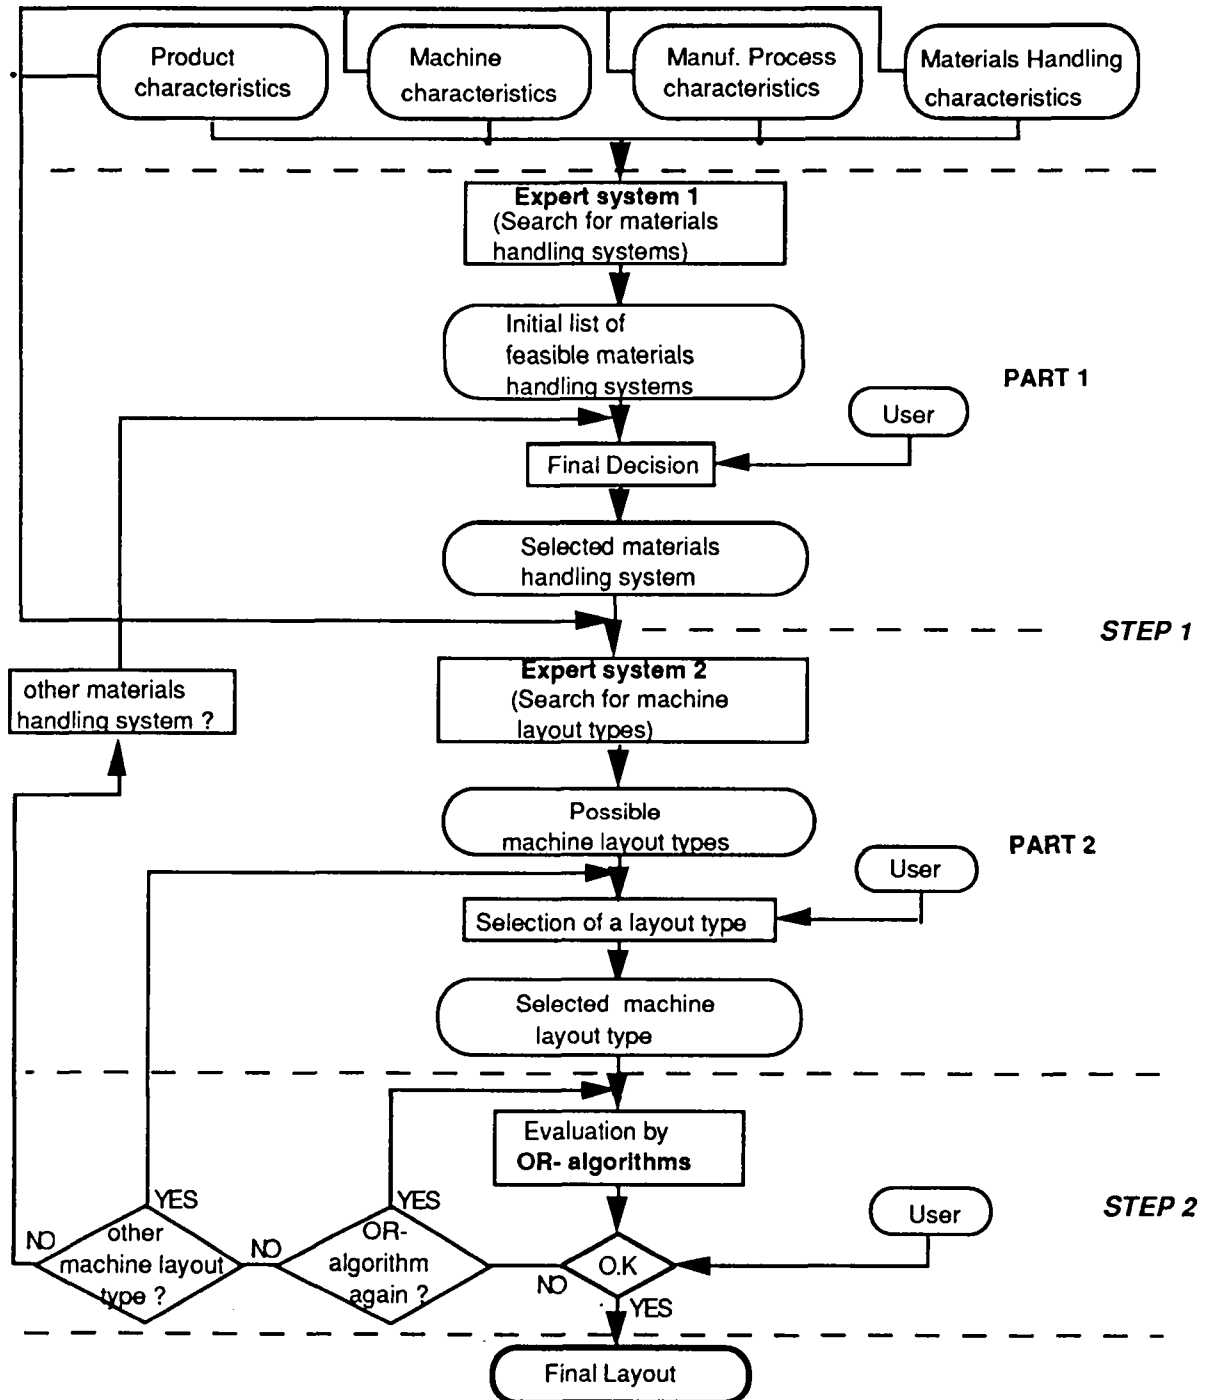 Product
characteristics
Machine
characteristics
Manuf. Process
characteristics
Materials Handling
characteristics
Expert system 1
(Search for materials
handling systems)
Initial list of
feasible materials
handling systems
PART 1
User
Final Decision
Selected materials
handling system
STEP 1
Expert system 2
(Search for machine
layout types)
other materials
handling system ?
Possible
machine layout types
PART 2
User
Selection of a layout type
Selected machine
layout type
Evaluation by
OR- algorithms
STEP 2
User
YES
NO
other
machine layout
type ?
YES
NO
OR-
algorithm
again ?
O.K
NO
YES
Final Layout